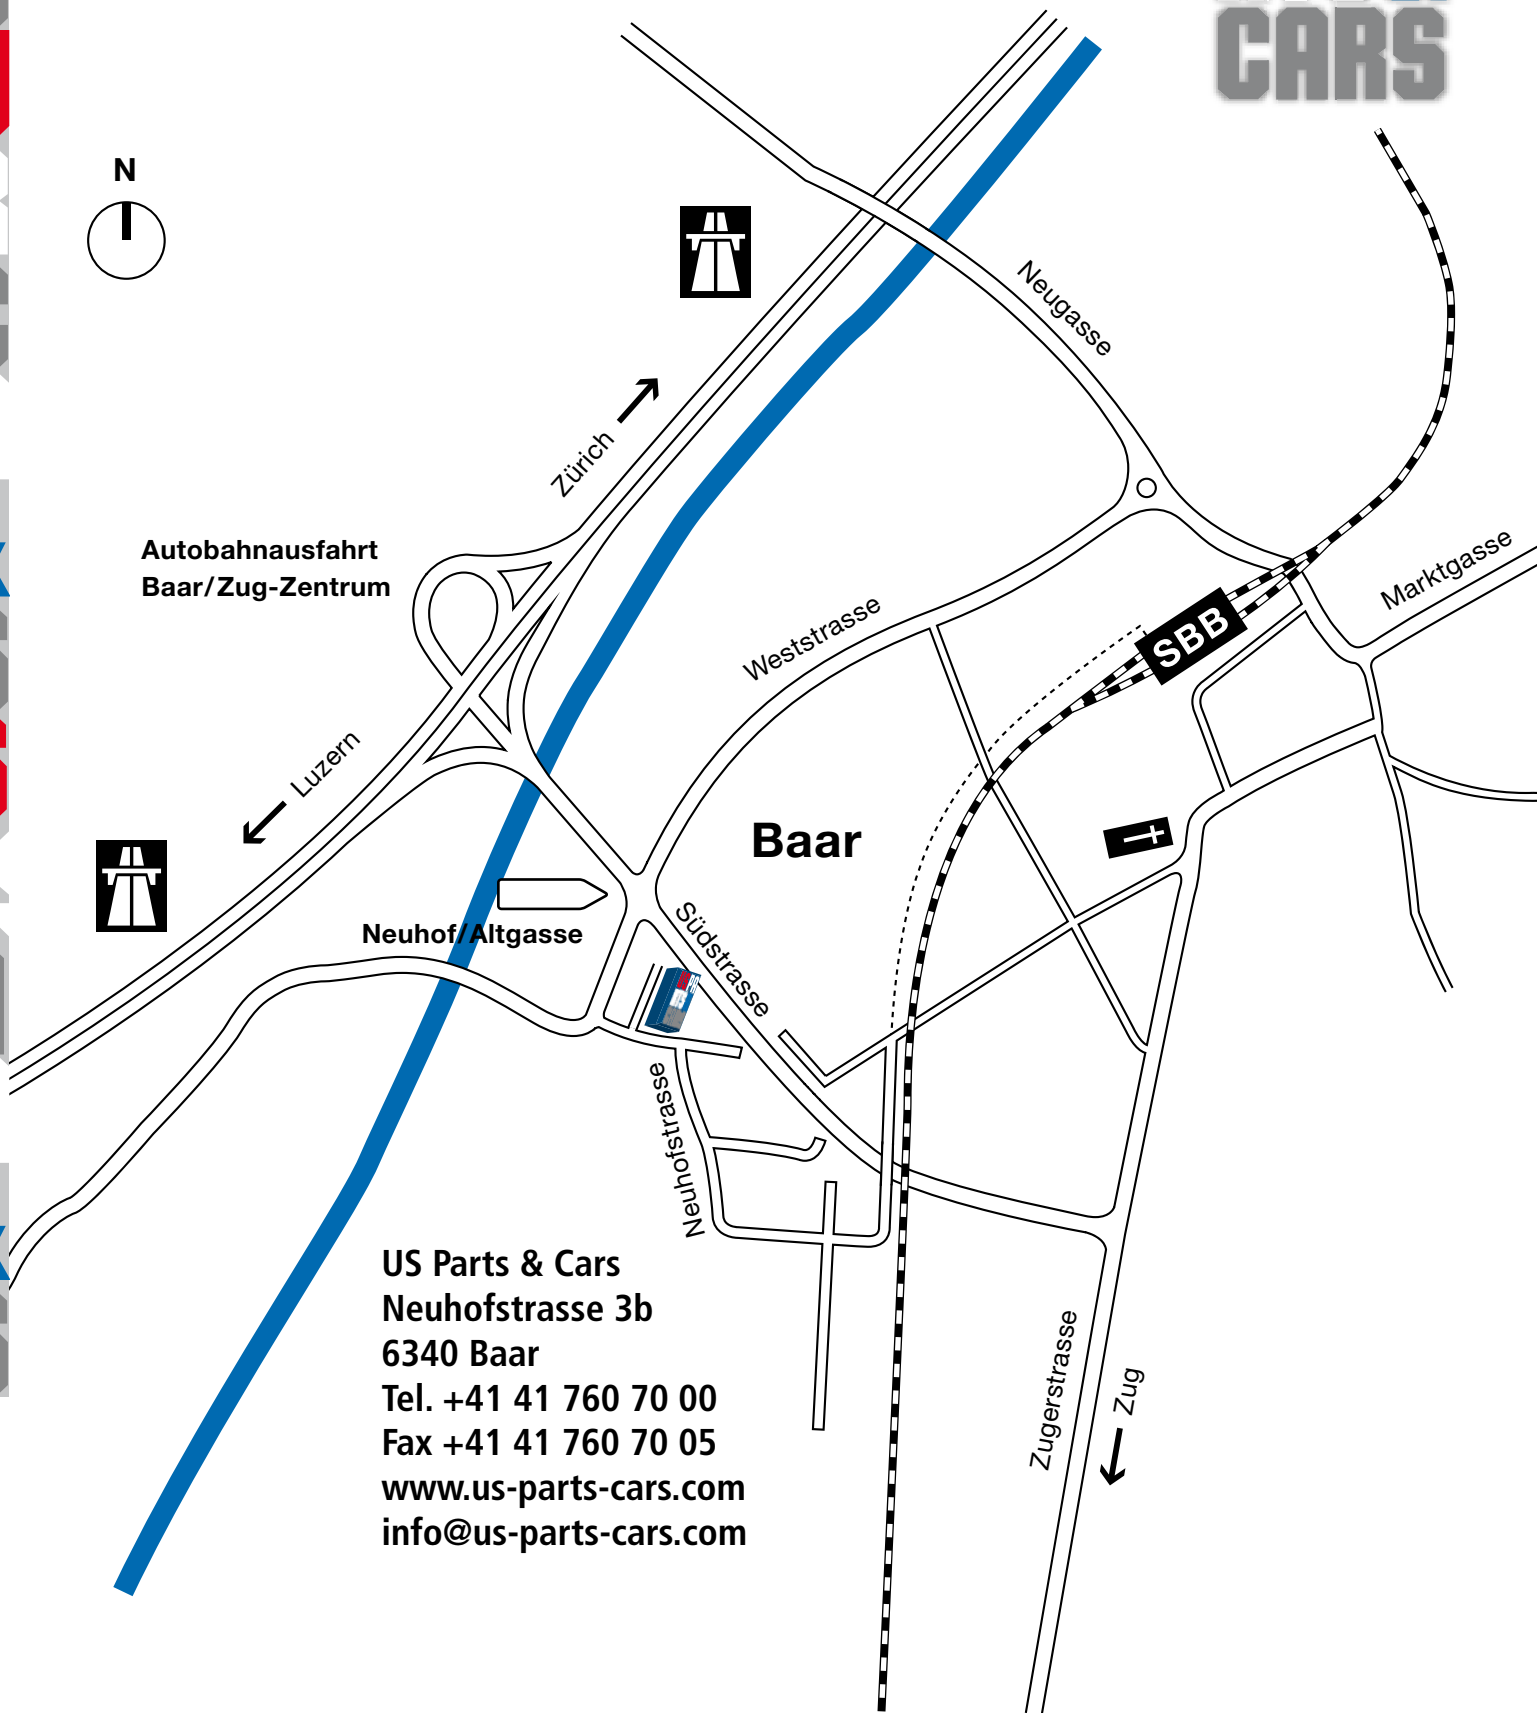 CARS
N
Neugasse
Zürich
Autobahnausfahrt
Baar/Zug-Zentrum
Marktgasse
Weststrasse
SBB
Luzern
Baar
Neuhof/Altgasse
Südstrasse
Neuhofstrasse
US Parts & Cars
Neuhofstrasse 3b
6340 Baar
Tel. +41 41 760 70 00
Fax +41 41 760 70 05
www.us-parts-cars.com
info@us-parts-cars.com
Zugerstrasse
Zug